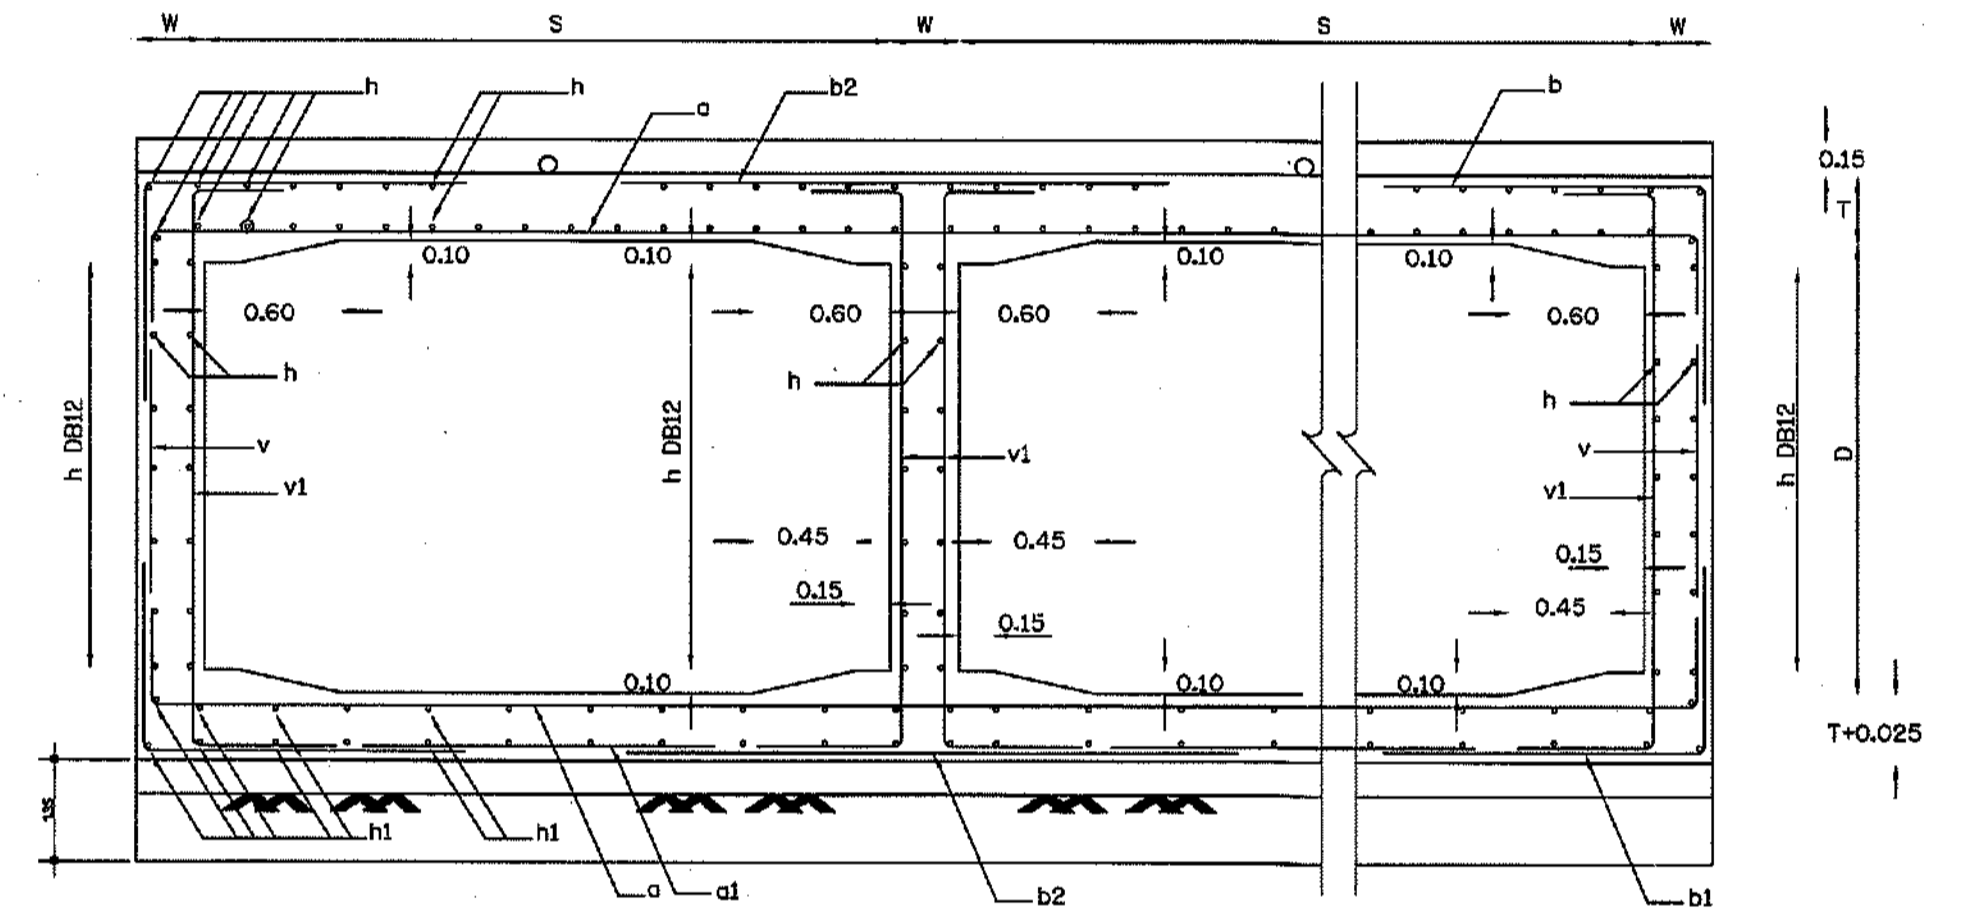 W S W S W
h h a b2 b
0.15
T
0.10 0.10 0.10 0.10
0.60 0.60 0.60 0.60
h h h
h DB12 h DB12 h DB12
v v1 v D
v1 v1
0.45 0.45 0.15
0.15 0.15 0.45
0.10 0.10 0.10
T+0.025
1.35
h1 h1
a a1 b2 b1